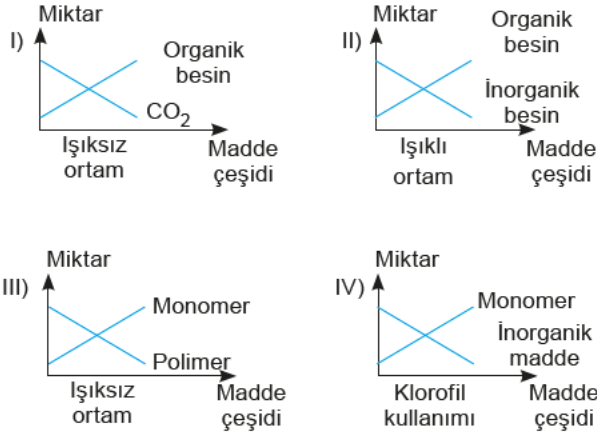 Miktar
I)
Organik
besin
CO2
Işıksız
ortam
Madde
çeşidi
Miktar
II)
Organik
besin
İnorganik
besin
Işıklı
ortam
Madde
çeşidi
Miktar
III)
Monomer
Polimer
Işıksız
ortam
Madde
çeşidi
Miktar
IV)
Monomer
İnorganik
madde
Klorofil
kullanımı
Madde
çeşidi